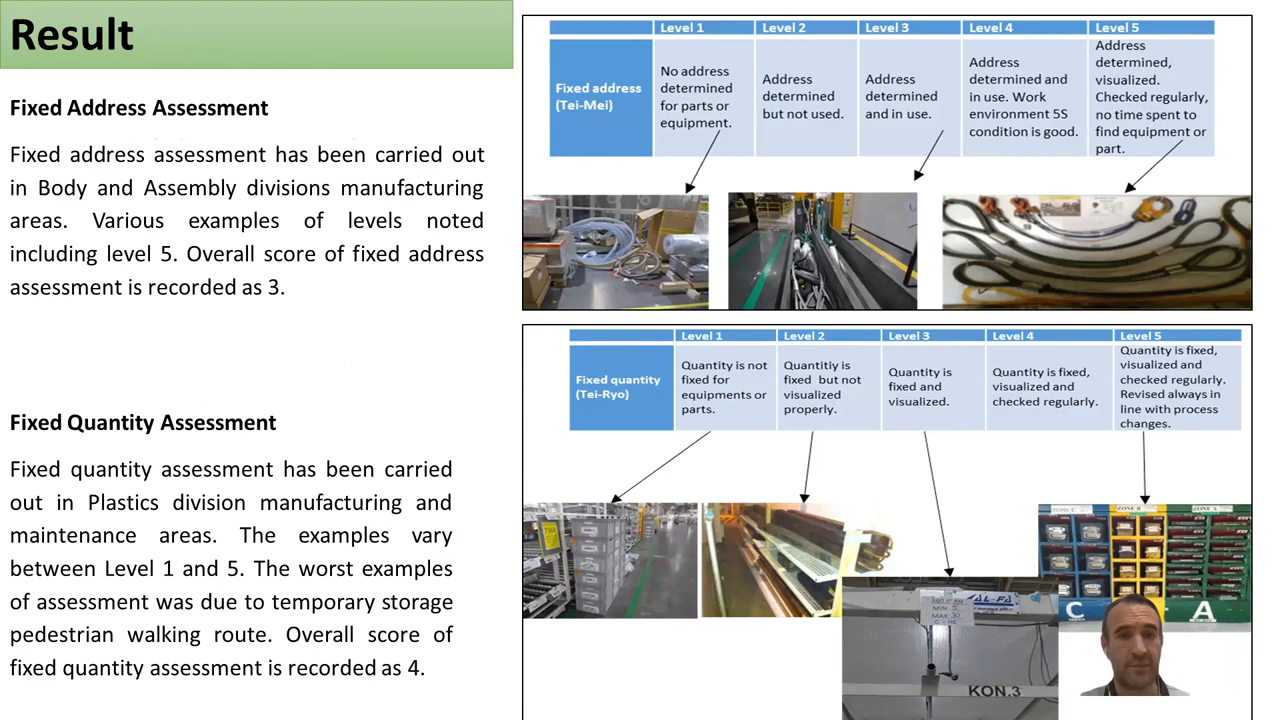 Result
Fixed Address Assessment
Fixed address assessment has been carried out
in Body and Assembly divisions manufacturing
areas. Various examples of levels noted
including level 5. Overall score of fixed address
assessment is recorded as 3.
Fixed Quantity Assessment
Fixed quantity assessment has been carried
out in Plastics division manufacturing and
maintenance areas. The examples vary
between Level 1 and 5. The worst examples
of assessment was due to temporary storage
pedestrian walking route. Overall score of
fixed quantity assessment is recorded as 4.
Level 1 Level 2 Level 3 Level 4 Level 5
Fixed address
(Tei-Mei)
No address
determined
for parts or
equipment.
Address
determined
but not used.
Address
determined
and in use.
Address
determined and
in use. Work
environment 5S
condition is good.
Address
determined,
visualized.
Checked regularly,
no time spent to
find equipment or
part.
Level 1 Level 2 Level 3 Level 4 Level 5
Fixed quantity
(Tei-Ryo)
Quantity is not
fixed for
equipments or
parts.
Quantitiy is
fixed but not
visualized
properly.
Quantity is
fixed and
visualized.
Quantity is fixed,
visualized and
checked regularly.
Quantity is fixed,
visualized and
checked regularly.
Revised always in
line with process
changes.
ZONE B ZONE A
C A
MIN 5
MAX 30
KON.3